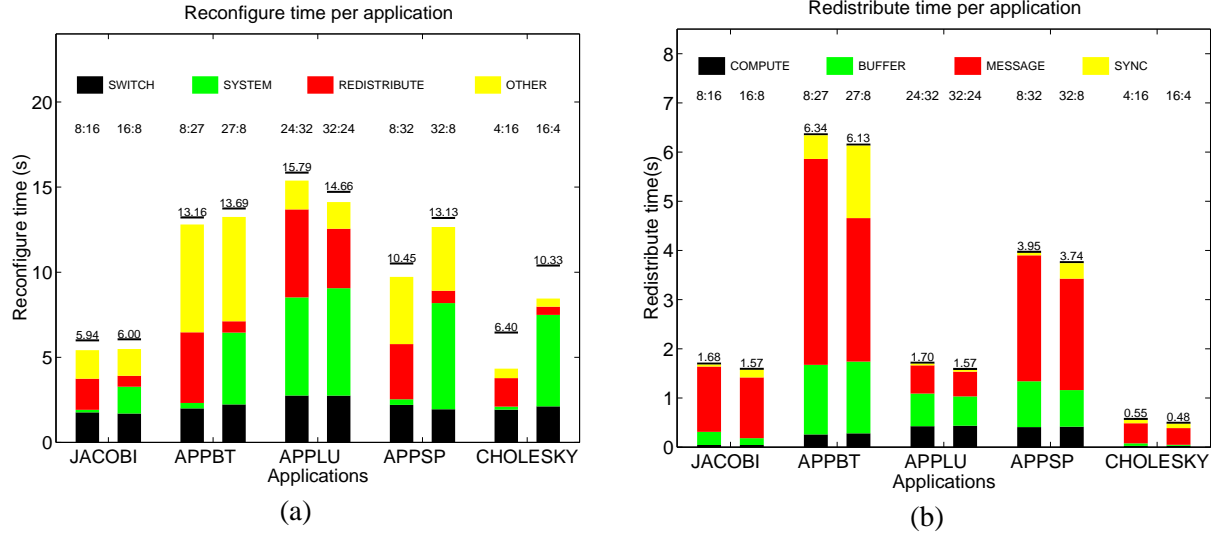 Reconfigure time per application
SWITCH SYSTEM REDISTRIBUTE OTHER
8:16 16:8 8:27 27:8 24:32 32:24 8:32 32:8 4:16 16:4
20
15
10
5
0
Reconfigure time (s)
5.94 6.00 13.16 13.69 15.79 14.66 10.45 13.13 6.40 10.33
JACOBI APPBT APPLU APPSP CHOLESKY
Applications
(a)
Redistribute time per application
COMPUTE BUFFER MESSAGE SYNC
8:16 16:8 8:27 27:8 24:32 32:24 8:32 32:8 4:16 16:4
8
7
6
5
4
3
2
1
0
Redistribute time(s)
1.68 1.57 6.34 6.13 1.70 1.57 3.95 3.74 0.55 0.48
JACOBI APPBT APPLU APPSP CHOLESKY
Applications
(b)